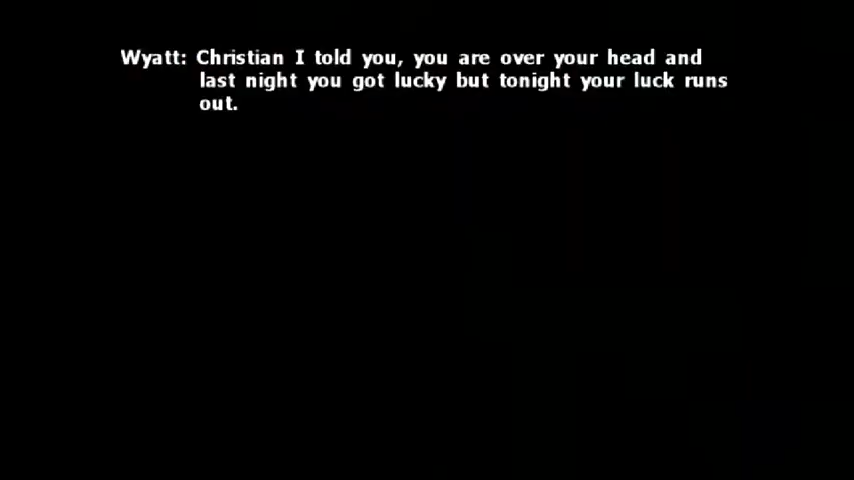 Wyatt: Christian I told you, you are over your head and
last night you got lucky but tonight your luck runs
out.